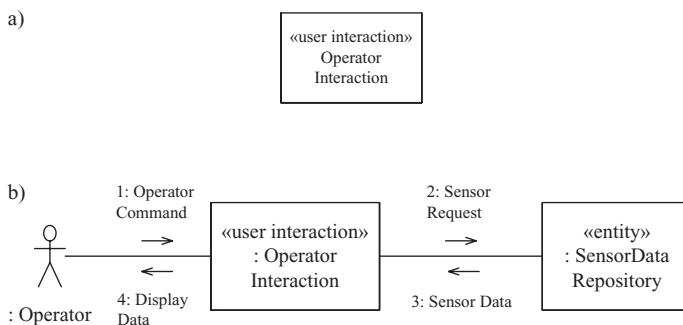 a)
«user interaction»
Operator
Interaction
b)
1: Operator
Command
2: Sensor
Request
«user interaction»
: Operator
Interaction
«entity»
: SensorData
Repository
4: Display
Data
3: Sensor Data
: Operator